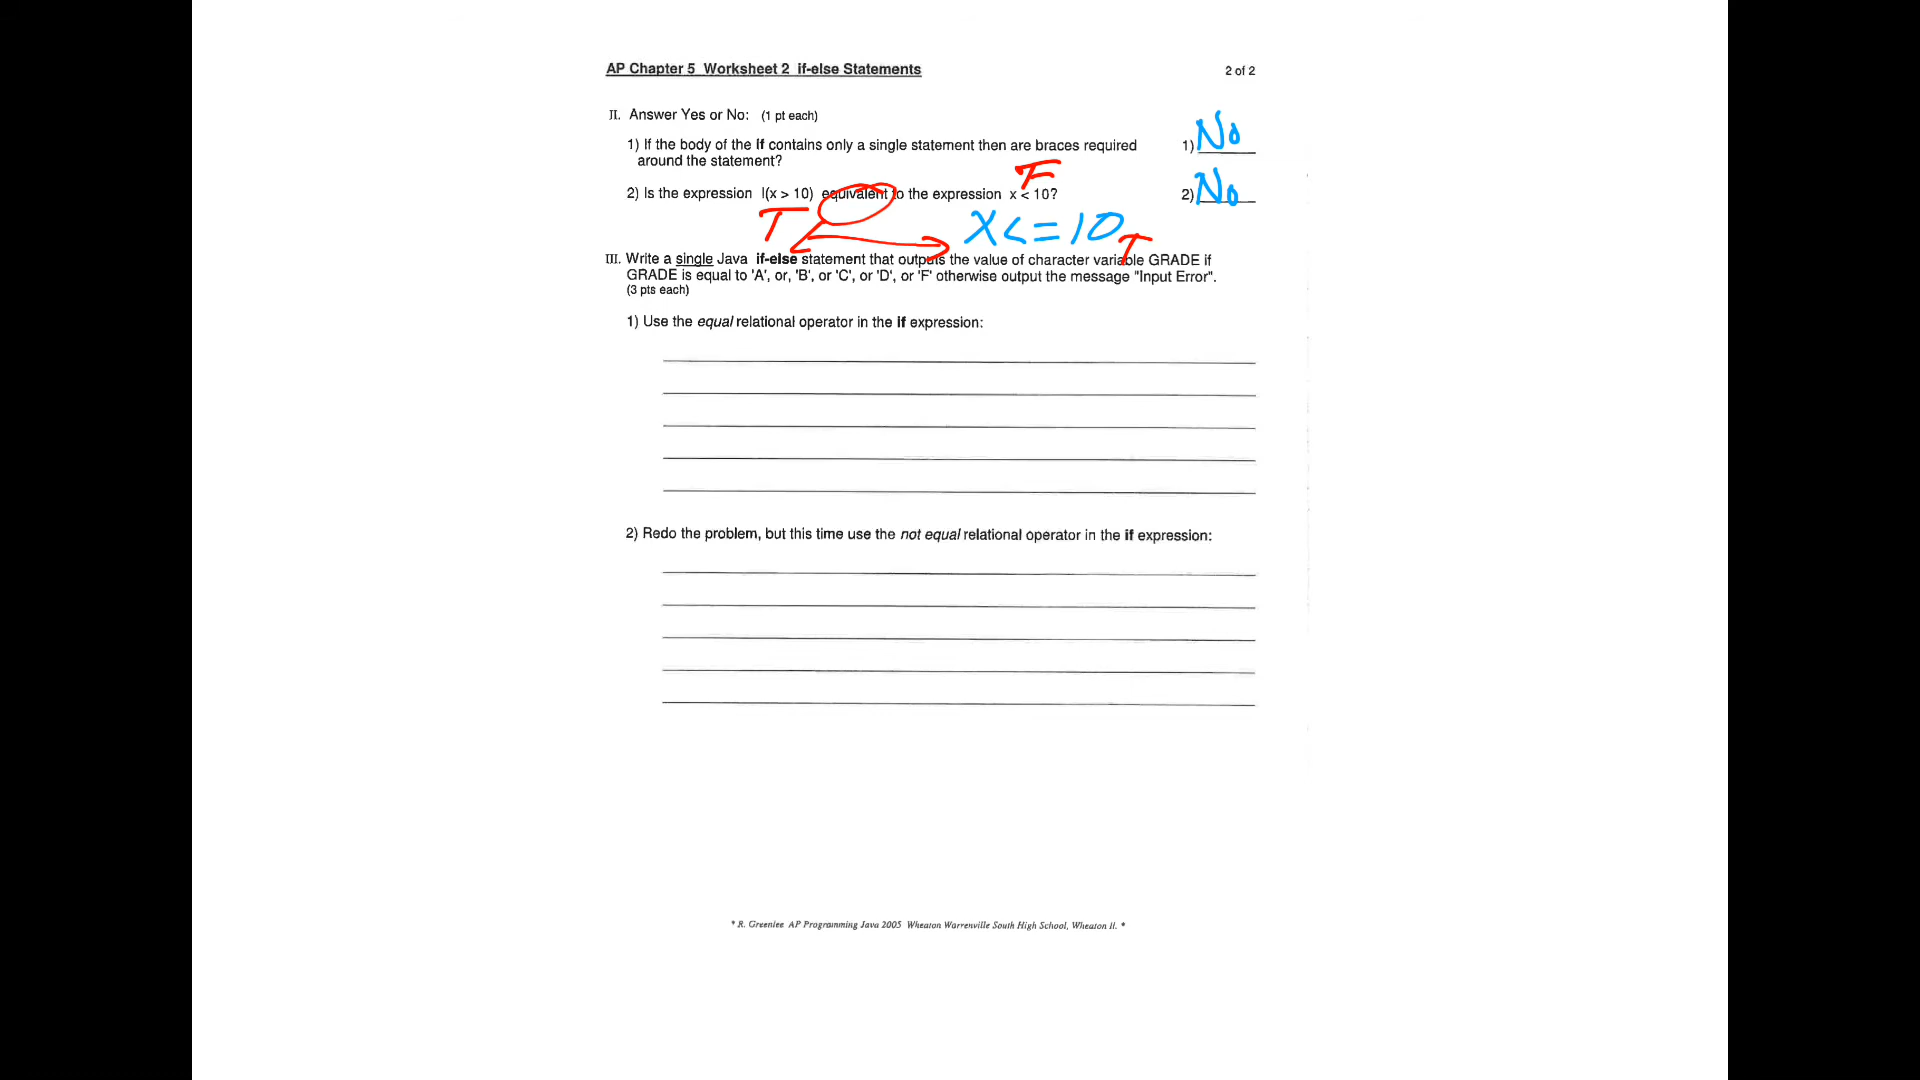 AP Chapter 5 Worksheet 2 if-else Statements 2 of 2
II. Answer Yes or No: (1 pt each)
1) If the body of the if contains only a single statement then are braces required 1) No
around the statement?
F
2) Is the expression !(x > 10) equivalent to the expression x < 10? 2) No
T x<=10 T
III. Write a single Java if-else statement that outputs the value of character variable GRADE if
GRADE is equal to 'A', or, 'B', or 'C', or 'D', or 'F' otherwise output the message "Input Error".
(3 pts each)
1) Use the equal relational operator in the if expression:
2) Redo the problem, but this time use the not equal relational operator in the if expression:
* R. Greenlee AP Programming Java 2005 Wheaton Warrenville South High School, Wheaton Il. *